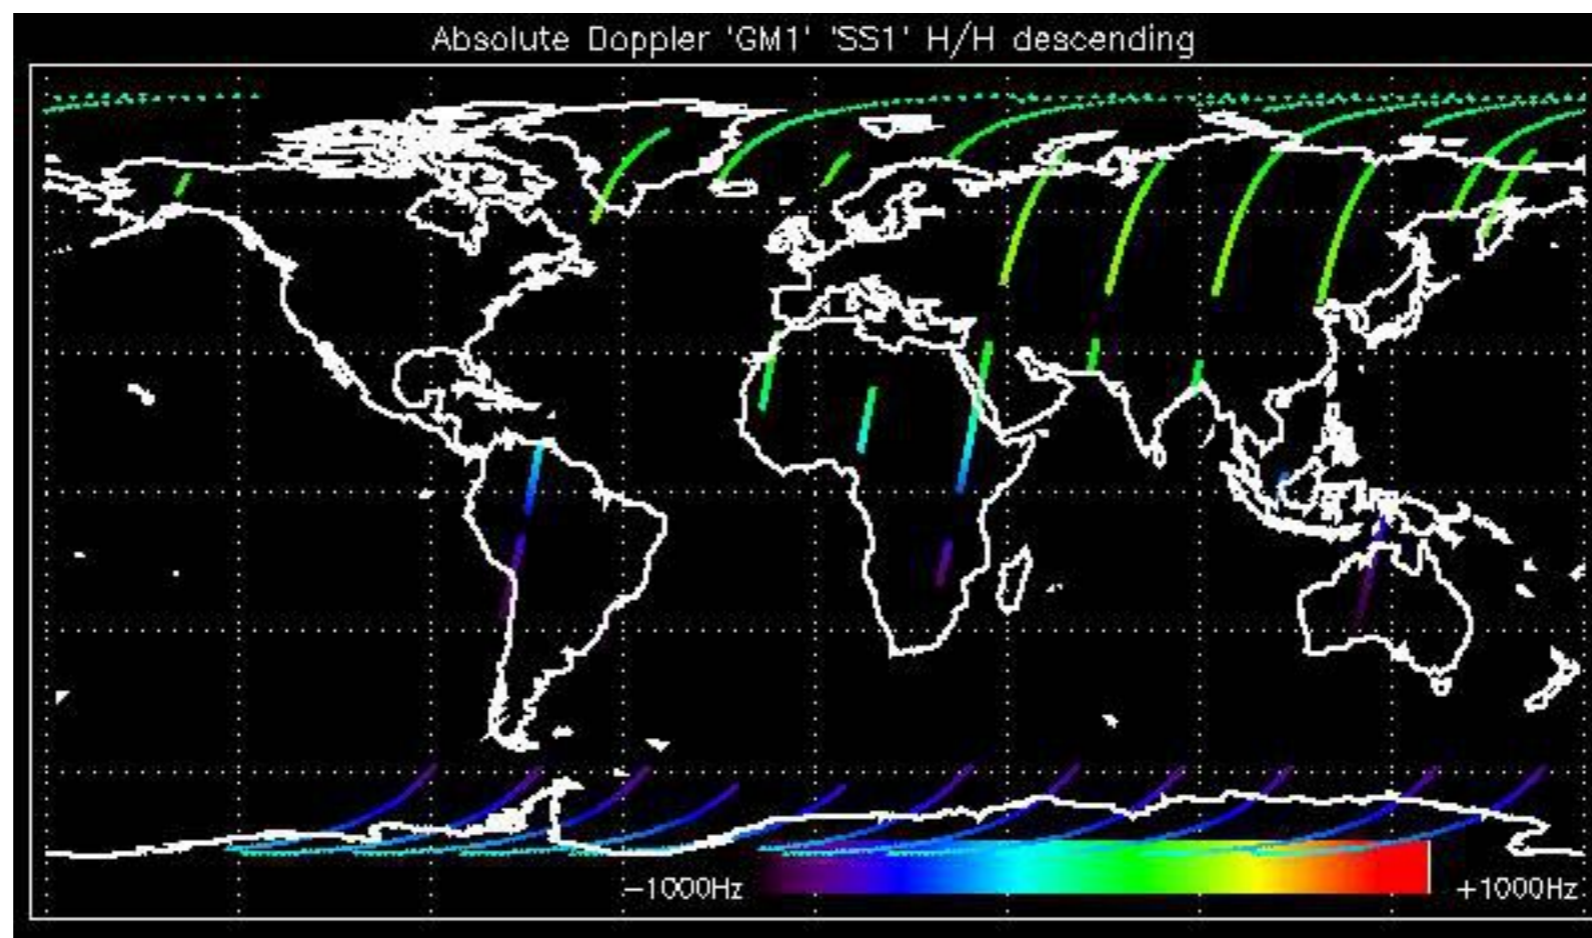 Absolute Doppler 'GM1' 'SS1' H/H descending
-1000Hz
+1000Hz